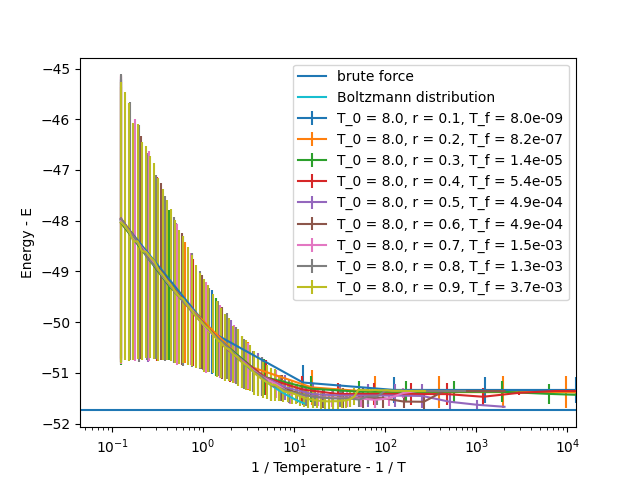 −45
−46
−47
−48
−49
−50
−51
−52
Energy - E
10⁻¹
10⁰
10¹
10²
10³
10⁴
1 / Temperature - 1 / T
brute force
Boltzmann distribution
T_0 = 8.0, r = 0.1, T_f = 8.0e-09
T_0 = 8.0, r = 0.2, T_f = 8.2e-07
T_0 = 8.0, r = 0.3, T_f = 1.4e-05
T_0 = 8.0, r = 0.4, T_f = 5.4e-05
T_0 = 8.0, r = 0.5, T_f = 4.9e-04
T_0 = 8.0, r = 0.6, T_f = 4.9e-04
T_0 = 8.0, r = 0.7, T_f = 1.5e-03
T_0 = 8.0, r = 0.8, T_f = 1.3e-03
T_0 = 8.0, r = 0.9, T_f = 3.7e-03